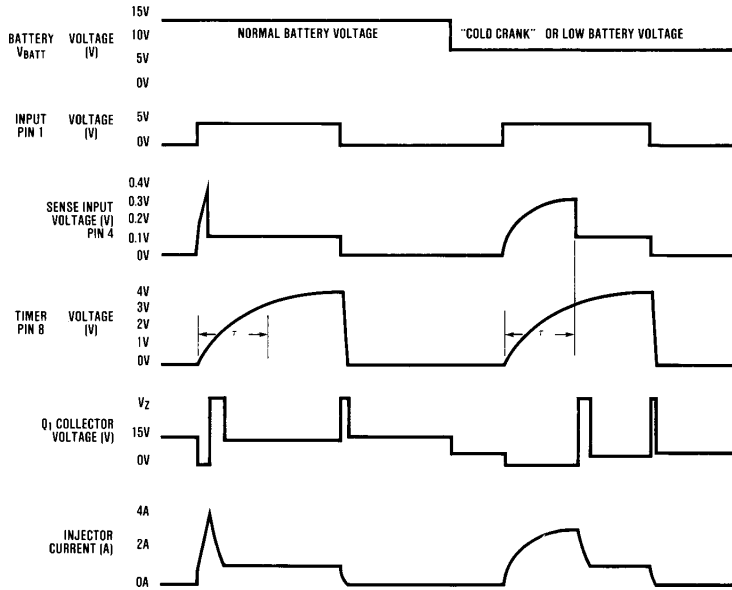 BATTERY VOLTAGE
VBATT (V)
15V
10V
5V
0V
NORMAL BATTERY VOLTAGE
"COLD CRANK" OR LOW BATTERY VOLTAGE
INPUT VOLTAGE
PIN 1 (V)
5V
0V
SENSE INPUT
VOLTAGE (V)
PIN 4
0.4V
0.3V
0.2V
0.1V
0V
TIMER VOLTAGE
PIN 8 (V)
4V
3V
2V
1V
0V
τ
τ
Q1 COLLECTOR
VOLTAGE (V)
VZ
15V
0V
INJECTOR
CURRENT (A)
4A
2A
0A